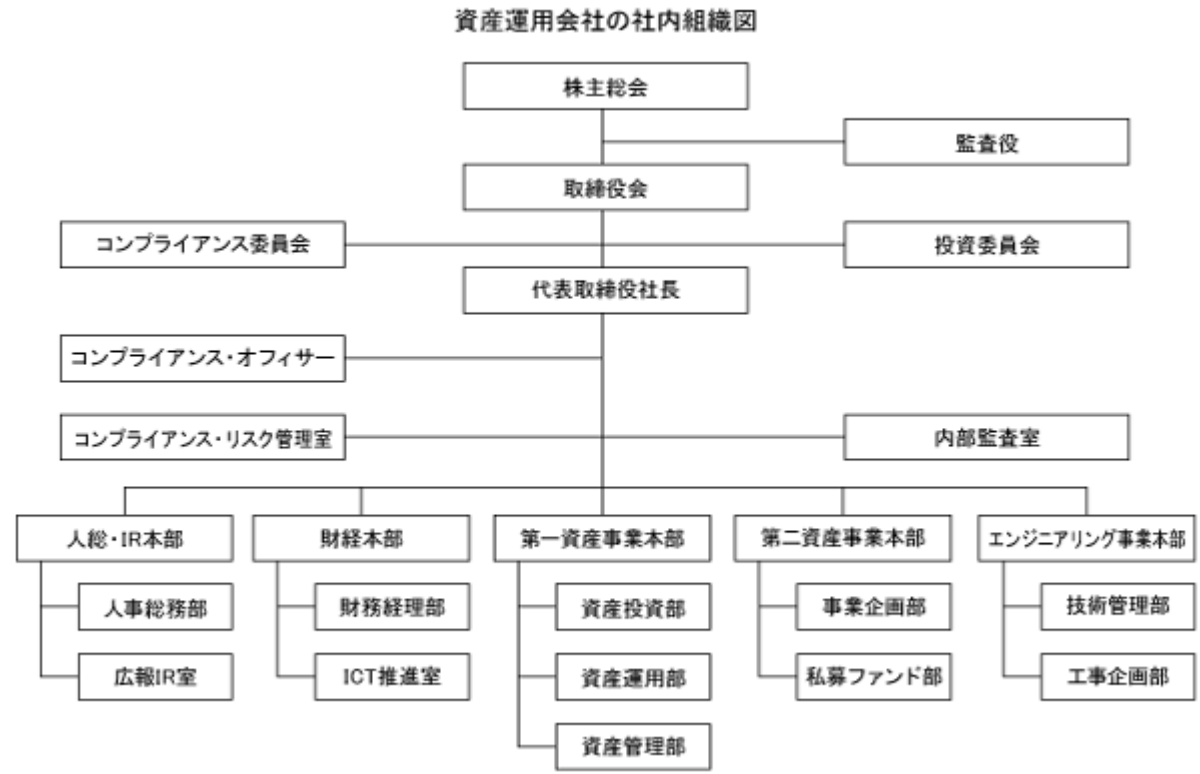 資産運用会社の社内組織図
株主総会
監査役
取締役会
コンプライアンス委員会
投資委員会
代表取締役社長
コンプライアンス・オフィサー
コンプライアンス・リスク管理室
内部監査室
人総・IR本部
財経本部
第一資産事業本部
第二資産事業本部
エンジニアリング事業本部
人事総務部
財務経理部
資産投資部
事業企画部
技術管理部
広報IR室
ICT推進室
資産運用部
私募ファンド部
工事企画部
資産管理部